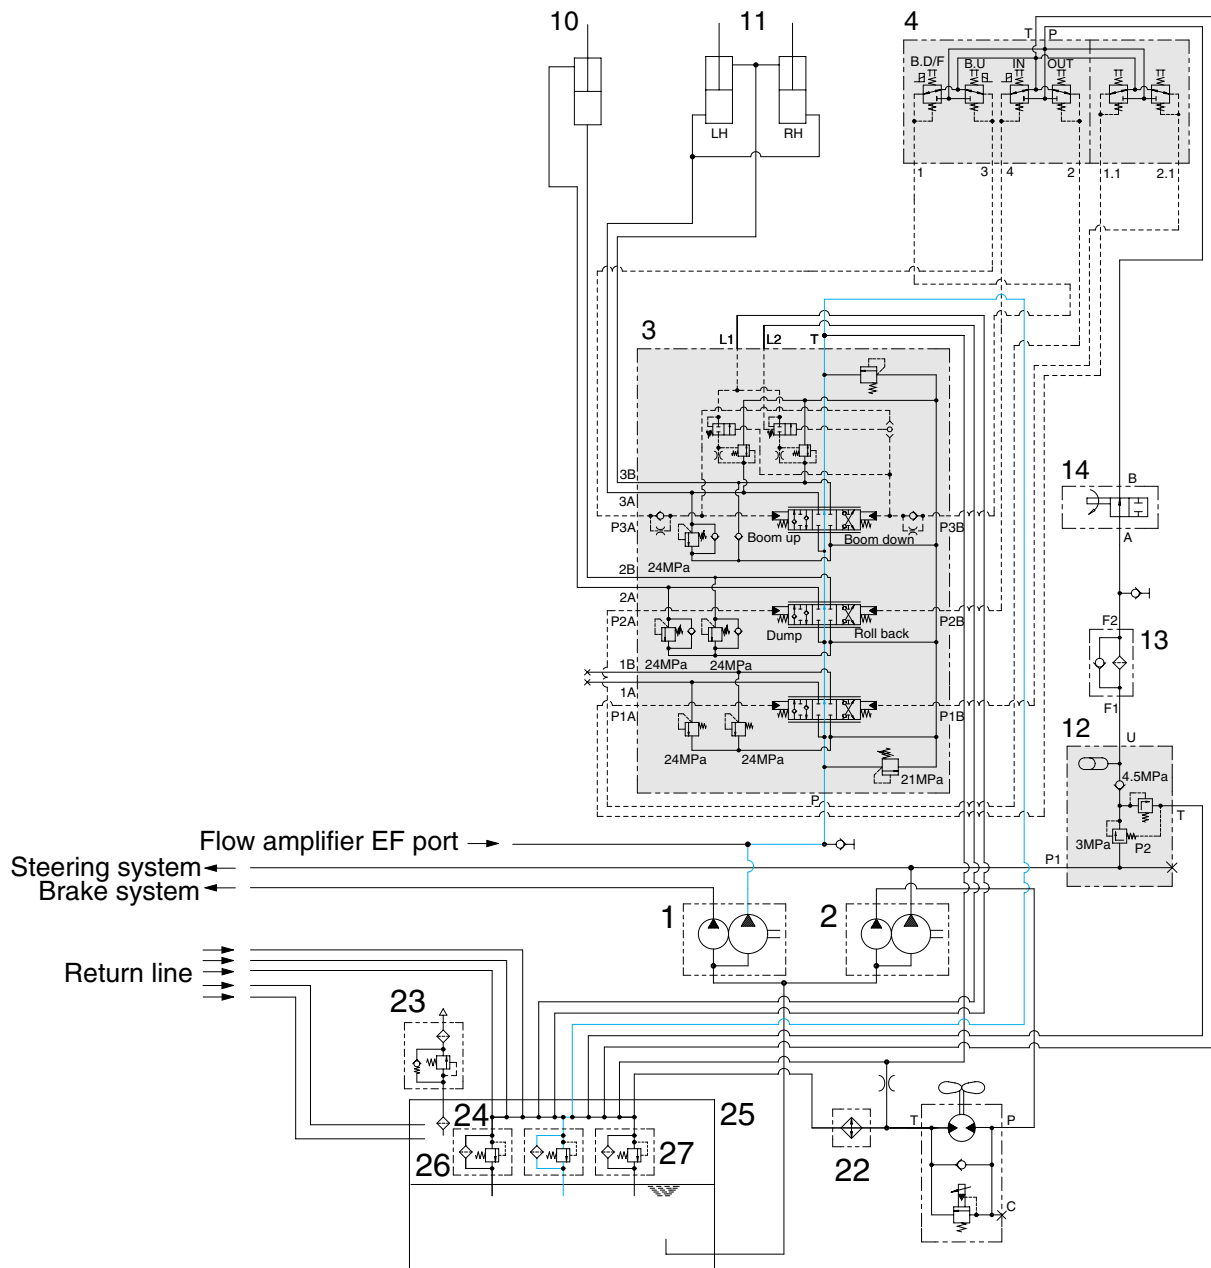 10
11
4
T P
B.D/F B.U IN OUT
LH RH
1 3 4 2 1.1 2.1
3
L1 L2 T
14
B
A
3B
3A
P3A
Boom up Boom down
P3B
24MPa
2B
2A
P2A
Dump Roll back
P2B
24MPa 24MPa
1B
1A
P1A
P1B
24MPa 24MPa
21MPa
P
F2
13
F1
12
U
4.5MPa
T
3MPa P2
P1
Flow amplifier EF port
Steering system
Brake system
1
2
Return line
23
24
25
26
27
22
T P
C